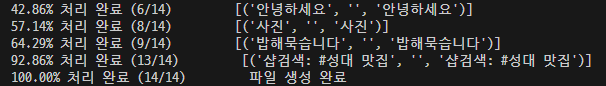 42.86% 처리 완료 (6/14)          [('안녕하세요', '', '안녕하세요')]
57.14% 처리 완료 (8/14)          [('사진', '', '사진')]
64.29% 처리 완료 (9/14)          [('밥해묵습니다', '', '밥해묵습니다')]
92.86% 처리 완료 (13/14)          [('샵검색: #성대 맛집', '', '샵검색: #성대 맛집')]
100.00% 처리 완료 (14/14)          파일 생성 완료